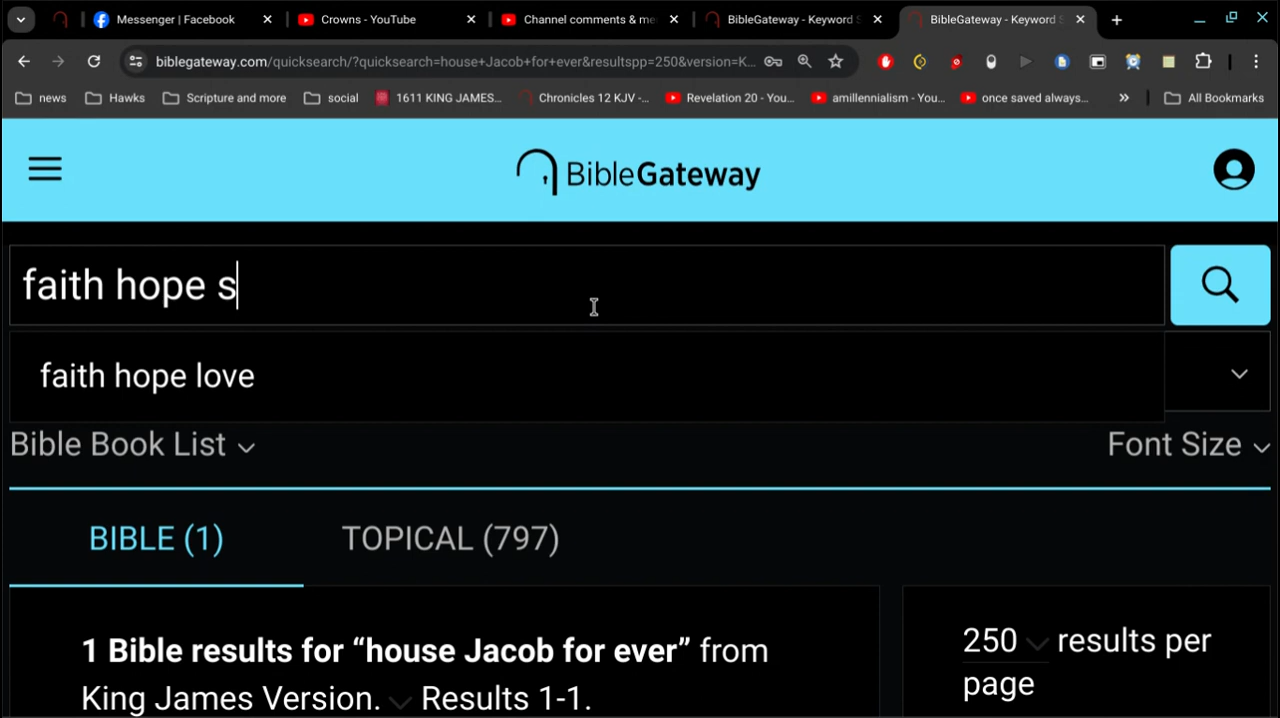 Messenger | Facebook
Crowns - YouTube
Channel comments & me
BibleGateway - Keyword S
BibleGateway - Keyword S
biblegateway.com/quicksearch/?quicksearch=house+Jacob+for+ever&resultspp=250&version=K...
news
Hawks
Scripture and more
social
1611 KING JAMES...
Chronicles 12 KJV -...
Revelation 20 - You...
amillennialism - You...
once saved always...
All Bookmarks
BibleGateway
faith hope s
faith hope love
Bible Book List
Font Size
BIBLE (1)
TOPICAL (797)
1 Bible results for “house Jacob for ever” from
King James Version. Results 1-1.
250 results per
page